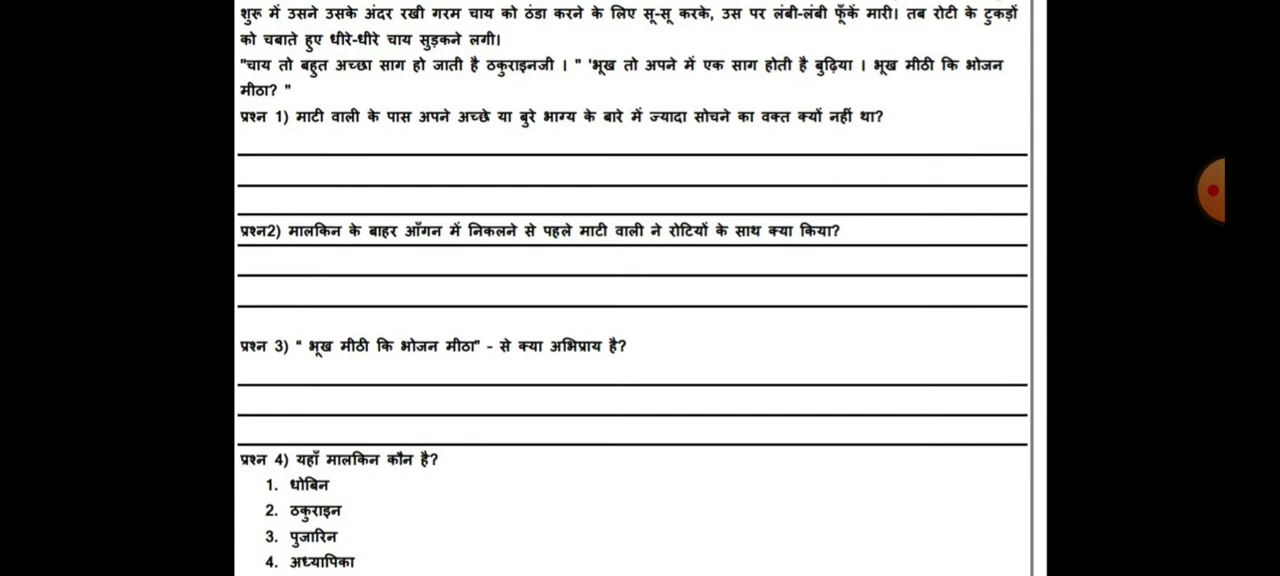 शुरू में उसने उसके अंदर रखी गरम चाय को ठंडा करने के लिए सू-सू करके, उस पर लंबी-लंबी फूँकें मारी। तब रोटी के टुकड़ों
को चबाते हुए धीरे-धीरे चाय सुड़कने लगी।
"चाय तो बहुत अच्छा साग हो जाती है ठकुराइनजी । " 'भूख तो अपने में एक साग होती है बुढ़िया । भूख मीठी कि भोजन
मीठा? "
प्रश्न 1) माटी वाली के पास अपने अच्छे या बुरे भाग्य के बारे में ज्यादा सोचने का वक्त क्यों नहीं था?
प्रश्न2) मालकिन के बाहर आँगन में निकलने से पहले माटी वाली ने रोटियों के साथ क्या किया?
प्रश्न 3) " भूख मीठी कि भोजन मीठा" - से क्या अभिप्राय है?
प्रश्न 4) यहाँ मालकिन कौन है?
1. धोबिन
2. ठकुराइन
3. पुजारिन
4. अध्यापिका